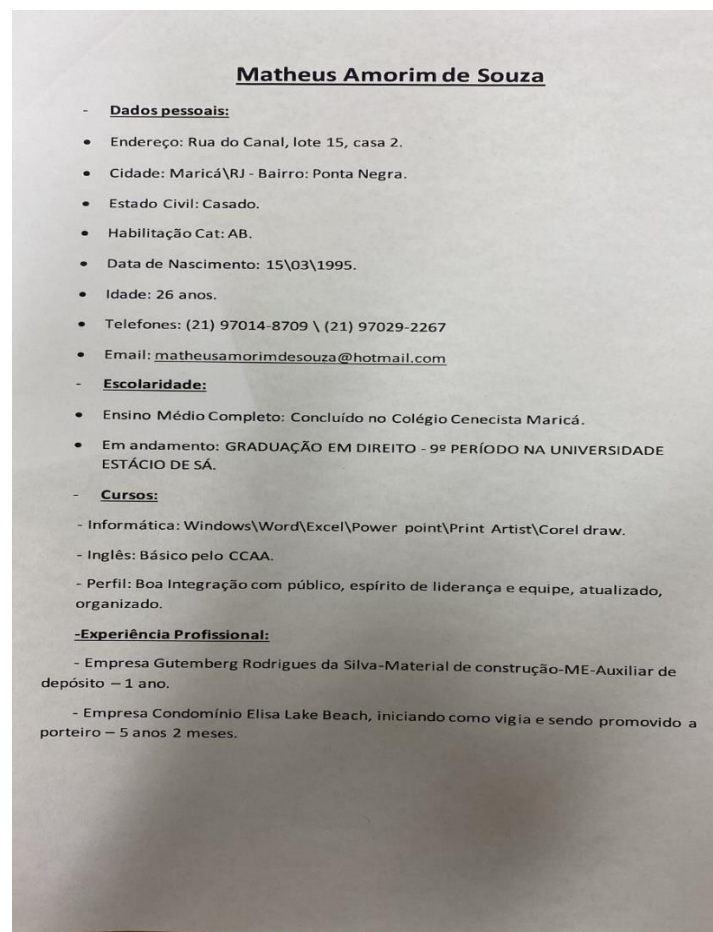 Matheus Amorim de Souza
- Dados pessoais:
• Endereço: Rua do Canal, lote 15, casa 2.
• Cidade: Maricá\RJ - Bairro: Ponta Negra.
• Estado Civil: Casado.
• Habilitação Cat: AB.
• Data de Nascimento: 15\03\1995.
• Idade: 26 anos.
• Telefones: (21) 97014-8709 \ (21) 97029-2267
• Email: matheusamorimdesouza@hotmail.com
- Escolaridade:
• Ensino Médio Completo: Concluído no Colégio Cenecista Maricá.
• Em andamento: GRADUAÇÃO EM DIREITO - 9º PERÍODO NA UNIVERSIDADE
ESTÁCIO DE SÁ.
- Cursos:
- Informática: Windows\Word\Excel\Power point\Print Artist\Corel draw.
- Inglês: Básico pelo CCAA.
- Perfil: Boa Integração com público, espírito de liderança e equipe, atualizado,
organizado.
-Experiência Profissional:
- Empresa Gutemberg Rodrigues da Silva-Material de construção-ME-Auxiliar de
depósito – 1 ano.
- Empresa Condomínio Elisa Lake Beach, iniciando como vigia e sendo promovido a
porteiro – 5 anos 2 meses.